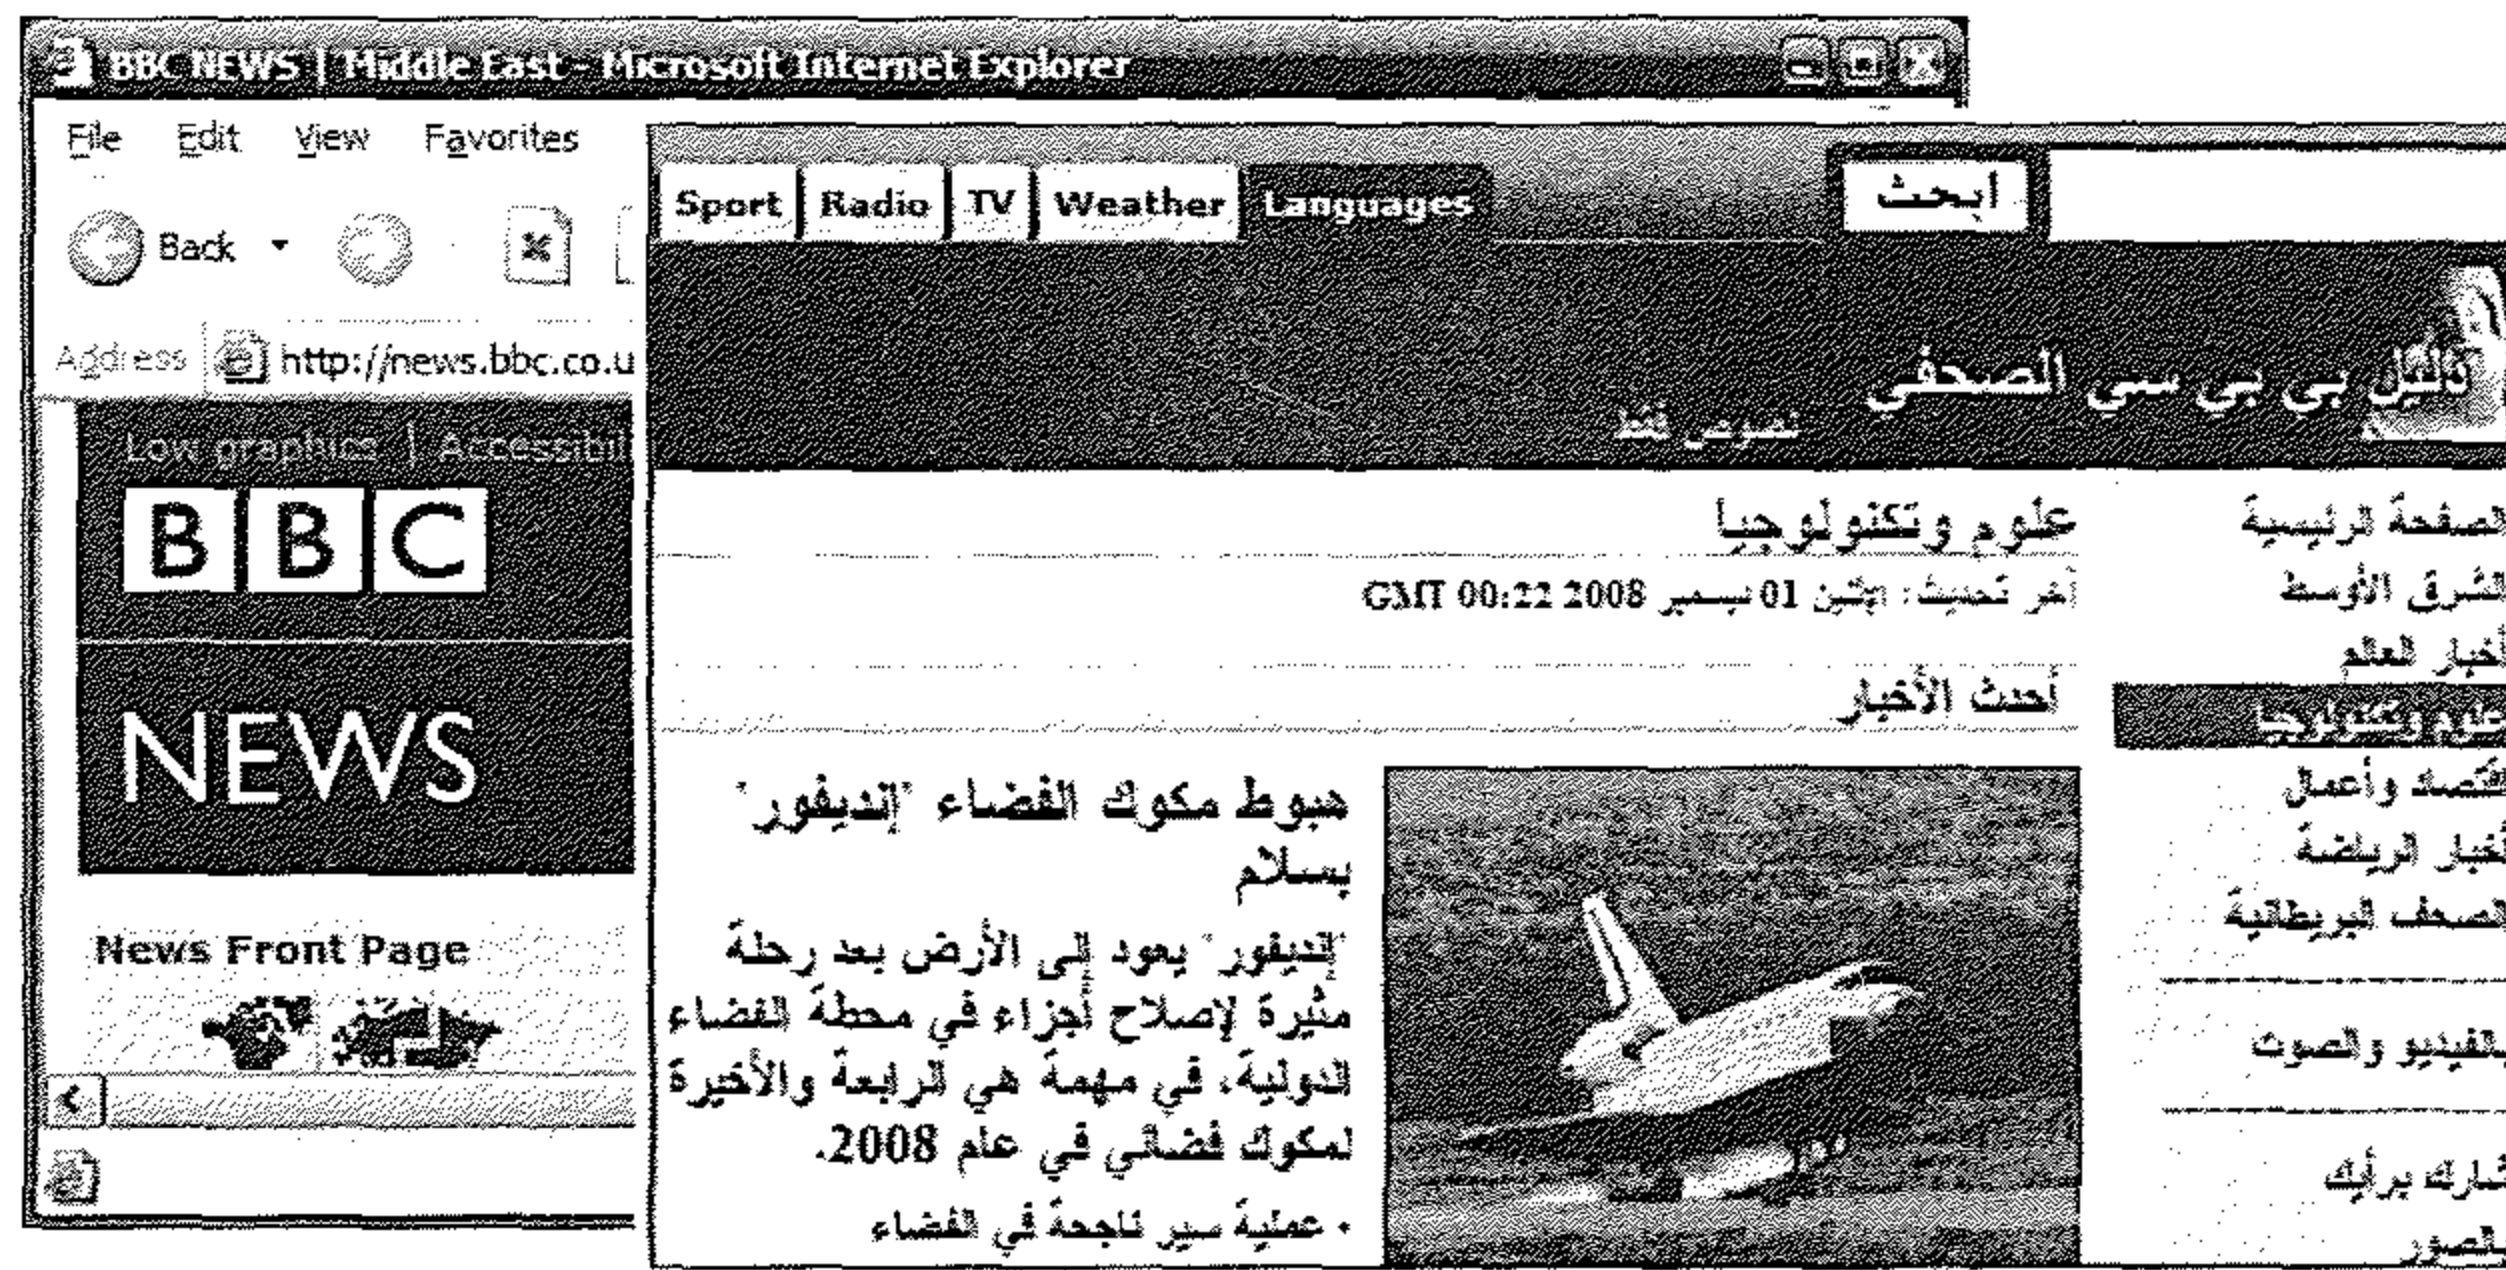 BBC NEWS | Middle East - Microsoft Internet Explorer
File Edit View Favorites
Back
Address http://news.bbc.co.u
Low graphics | Accessibil
BBC
NEWS
News Front Page
Sport Radio TV Weather Languages
ابحث
دليل بي بي سي الصحفي
نصوص فقط
علوم وتكنولوجيا
آخر تحديث: الإثنين 01 ديسمبر 2008 00:22 GMT
أحدث الأخبار
هبوط مكوك الفضاء "إنديفور"
بسلام
"إنديفور" يعود إلى الأرض بعد رحلة
مثيرة لإصلاح أجزاء في محطة الفضاء
الدولية، في مهمة هي الرابعة والأخيرة
لمكوك فضائي في عام 2008.
• عملية سير ناجحة في الفضاء
الصفحة الرئيسية
الشرق الأوسط
أخبار العالم
علوم وتكنولوجيا
اقتصاد وأعمال
أخبار الرياضة
الصحف البريطانية
بالفيديو والصوت
شارك برأيك
بالصور